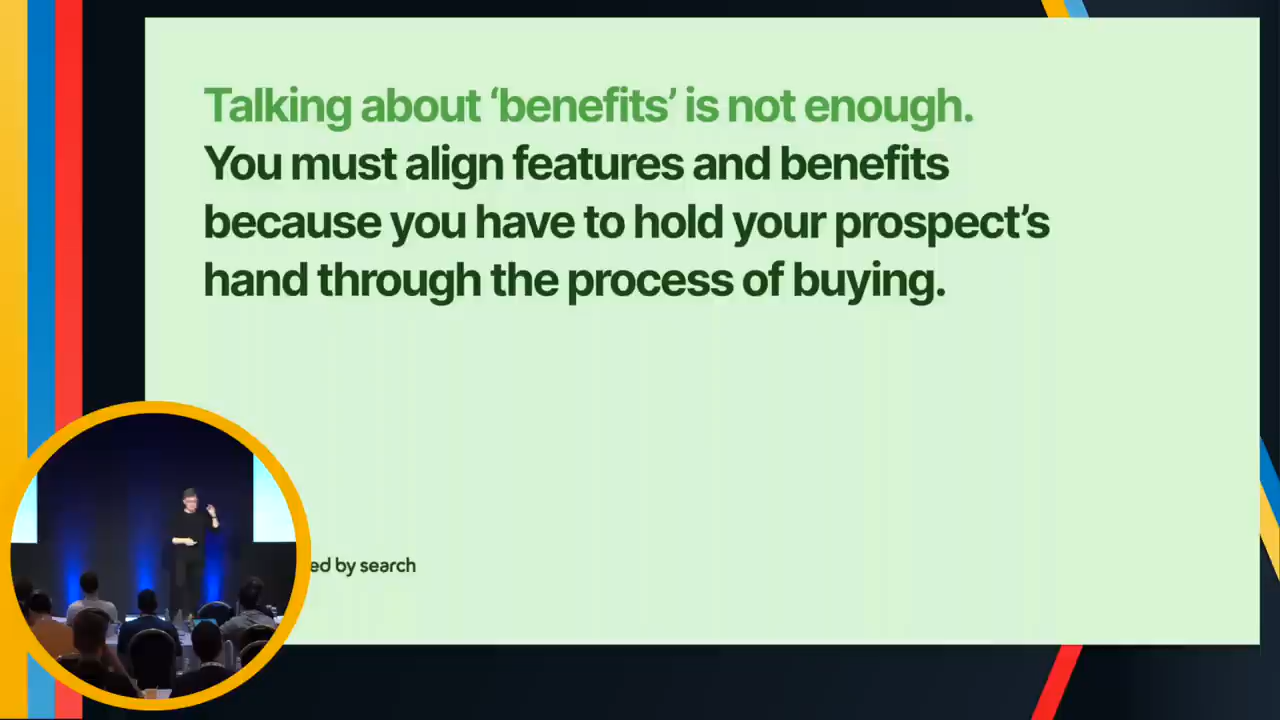 Talking about ‘benefits’ is not enough.
You must align features and benefits
because you have to hold your prospect’s
hand through the process of buying.
by search